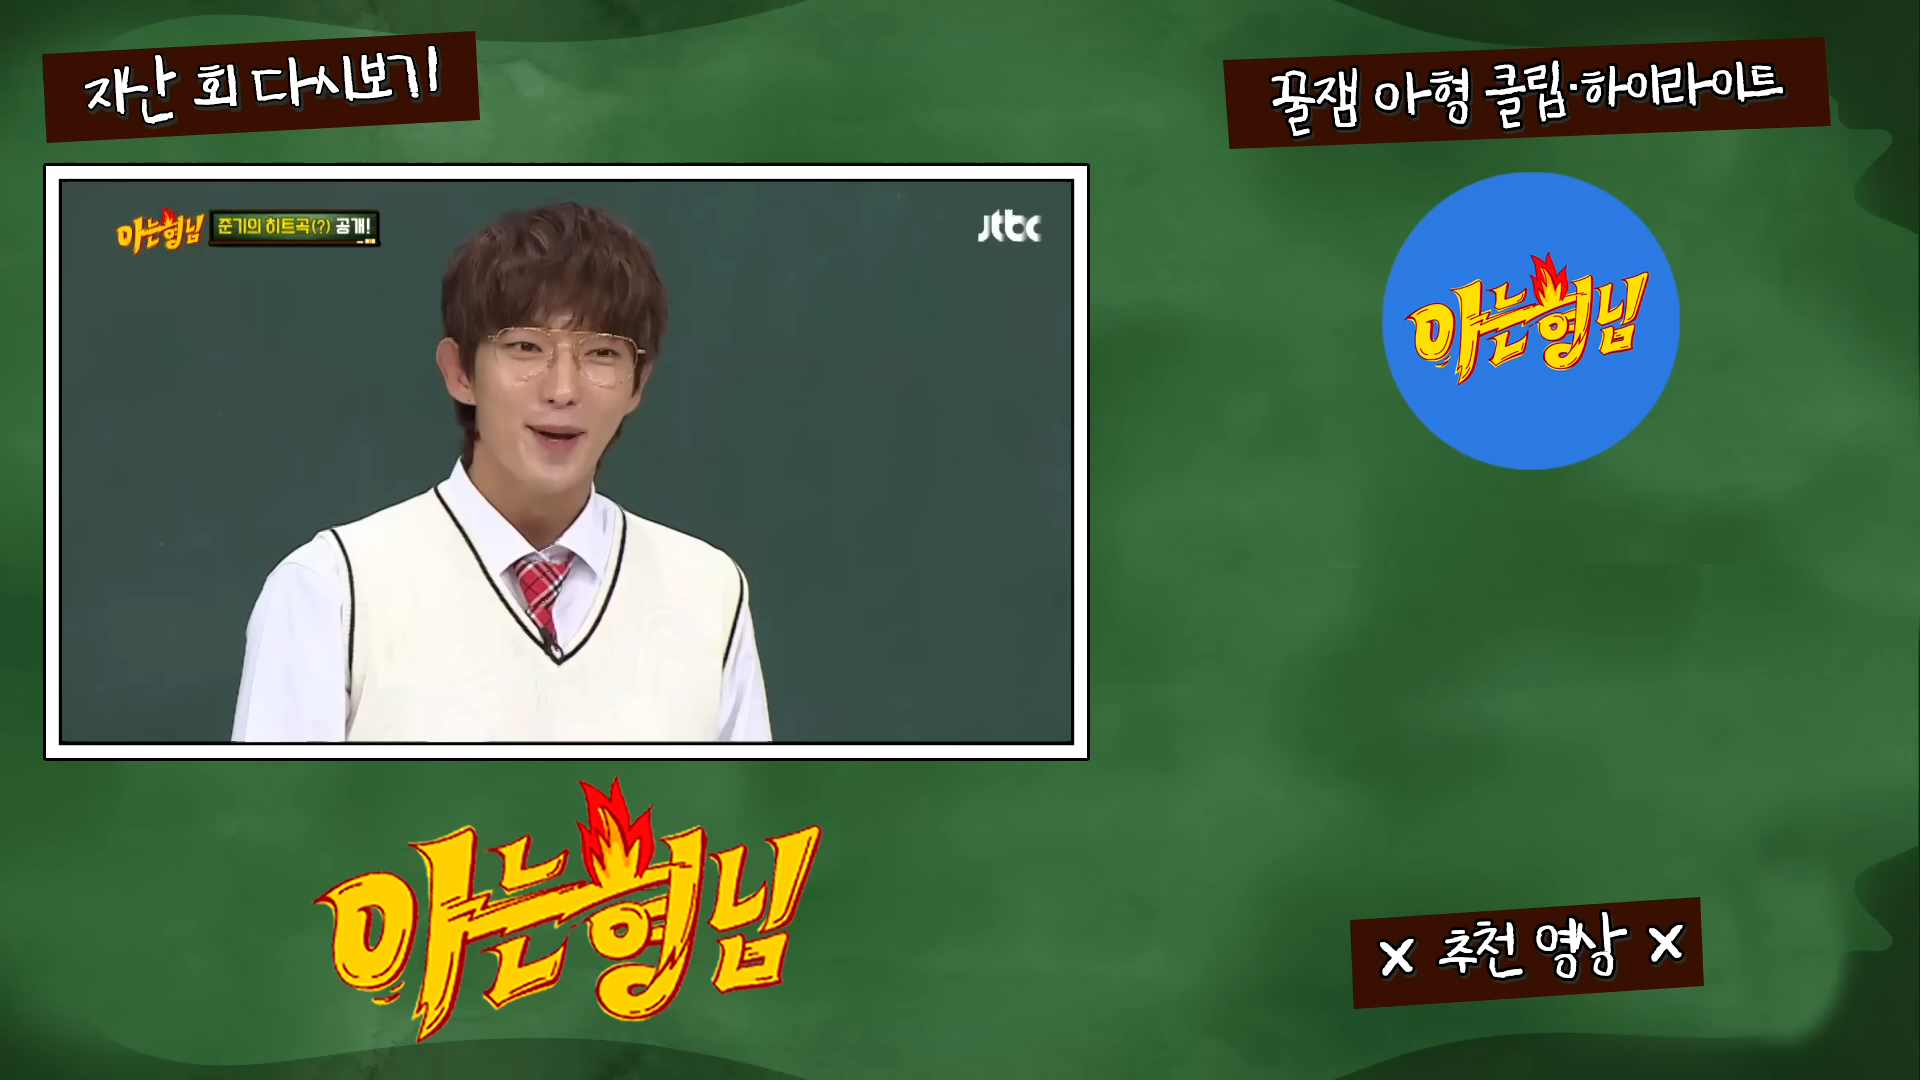 재난 회 다시보기
꿀잼 아형 클립·하이라이트
아는형님
준기의 히트곡(?) 공개!
jtbc
아는형님
아는형님
x 추천 영상 x